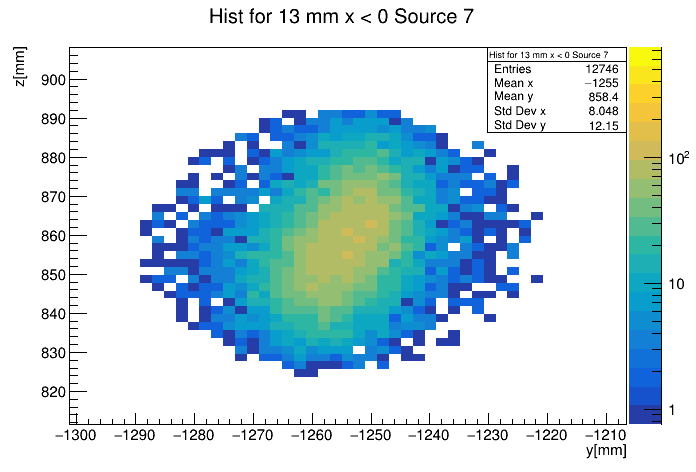 Hist for 13 mm x < 0 Source 7
z[mm]
Hist for 13 mm x < 0 Source 7
Entries 12746
Mean x −1255
Mean y 858.4
Std Dev x 8.048
Std Dev y 12.15
900
890
880
870
860
850
840
830
820
10²
10
1
−1300 −1290 −1280 −1270 −1260 −1250 −1240 −1230 −1220 −1210
y[mm]